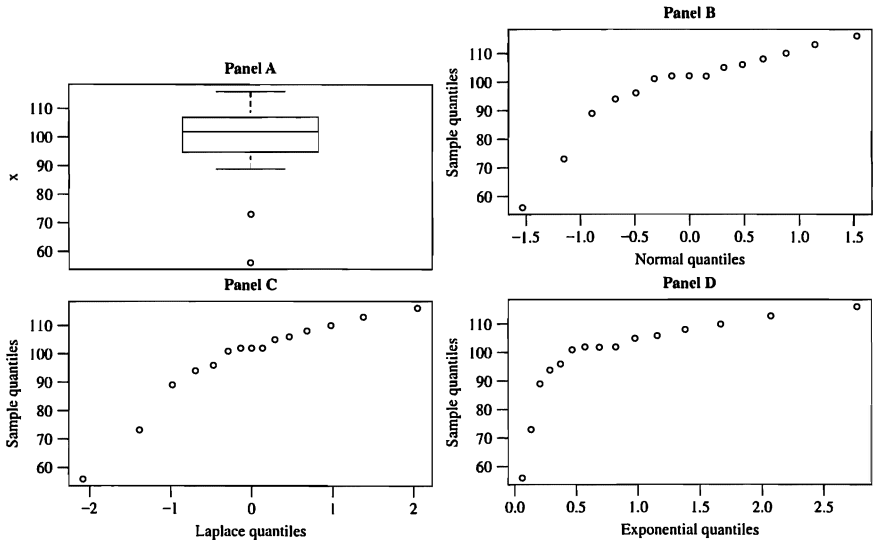 Panel A
x
110
100
90
80
70
60
Panel B
Sample quantiles
110
100
90
80
70
60
−1.5 −1.0 −0.5 0.0 0.5 1.0 1.5
Normal quantiles
Panel C
Sample quantiles
110
100
90
80
70
60
−2 −1 0 1 2
Laplace quantiles
Panel D
Sample quantiles
110
100
90
80
70
60
0.0 0.5 1.0 1.5 2.0 2.5
Exponential quantiles